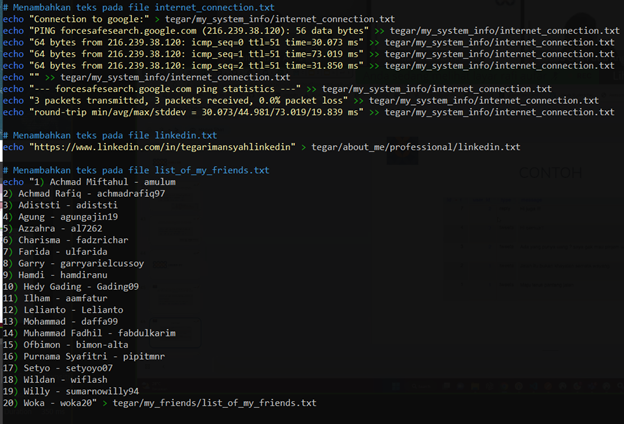 # Menambahkan teks pada file internet_connection.txt
echo "Connection to google:" > tegar/my_system_info/internet_connection.txt
echo "PING forcesafesearch.google.com (216.239.38.120): 56 data bytes" >> tegar/my_system_info/internet_connection.txt
echo "64 bytes from 216.239.38.120: icmp_seq=0 ttl=51 time=30.073 ms" >> tegar/my_system_info/internet_connection.txt
echo "64 bytes from 216.239.38.120: icmp_seq=1 ttl=51 time=73.019 ms" >> tegar/my_system_info/internet_connection.txt
echo "64 bytes from 216.239.38.120: icmp_seq=2 ttl=51 time=31.850 ms" >> tegar/my_system_info/internet_connection.txt
echo "" >> tegar/my_system_info/internet_connection.txt
echo "--- forcesafesearch.google.com ping statistics ---" >> tegar/my_system_info/internet_connection.txt
echo "3 packets transmitted, 3 packets received, 0.0% packet loss" >> tegar/my_system_info/internet_connection.txt
echo "round-trip min/avg/max/stddev = 30.073/44.981/73.019/19.839 ms" >> tegar/my_system_info/internet_connection.txt
# Menambahkan teks pada file linkedin.txt
echo "https://www.linkedin.com/in/tegarimansyahlinkedin" > tegar/about_me/professional/linkedin.txt
# Menambahkan teks pada file list_of_my_friends.txt
echo "1) Achmad Miftahul - amulum
2) Achmad Rafiq - achmadrafiq97
3) Adiststi - adiststi
4) Agung - agungajin19
5) Azzahra - al7262
6) Charisma - fadzrichar
7) Farida - ulfarida
8) Garry - garryarielcussoy
9) Hamdi - hamdiranu
10) Hedy Gading - Gading09
11) Ilham - aamfatur
12) Lelianto - Lelianto
13) Mohammad - daffa99
14) Muhammad Fadhil - fabdulkarim
15) Ofbimon - bimon-alta
16) Purnama Syafitri - pipitmnr
17) Setyo - setyoyo07
18) Wildan - wiflash
19) Willy - sumarnowilly94
20) Woka - woka20" > tegar/my_friends/list_of_my_friends.txt
CONTOH